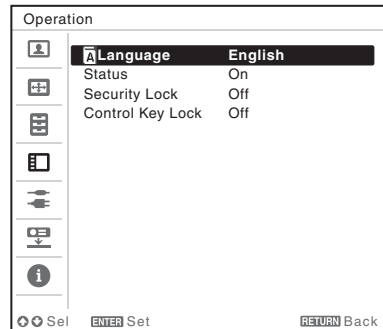 Operation
A Language English
Status On
Security Lock Off
Control Key Lock Off
i
Sel ENTER Set RETURN Back